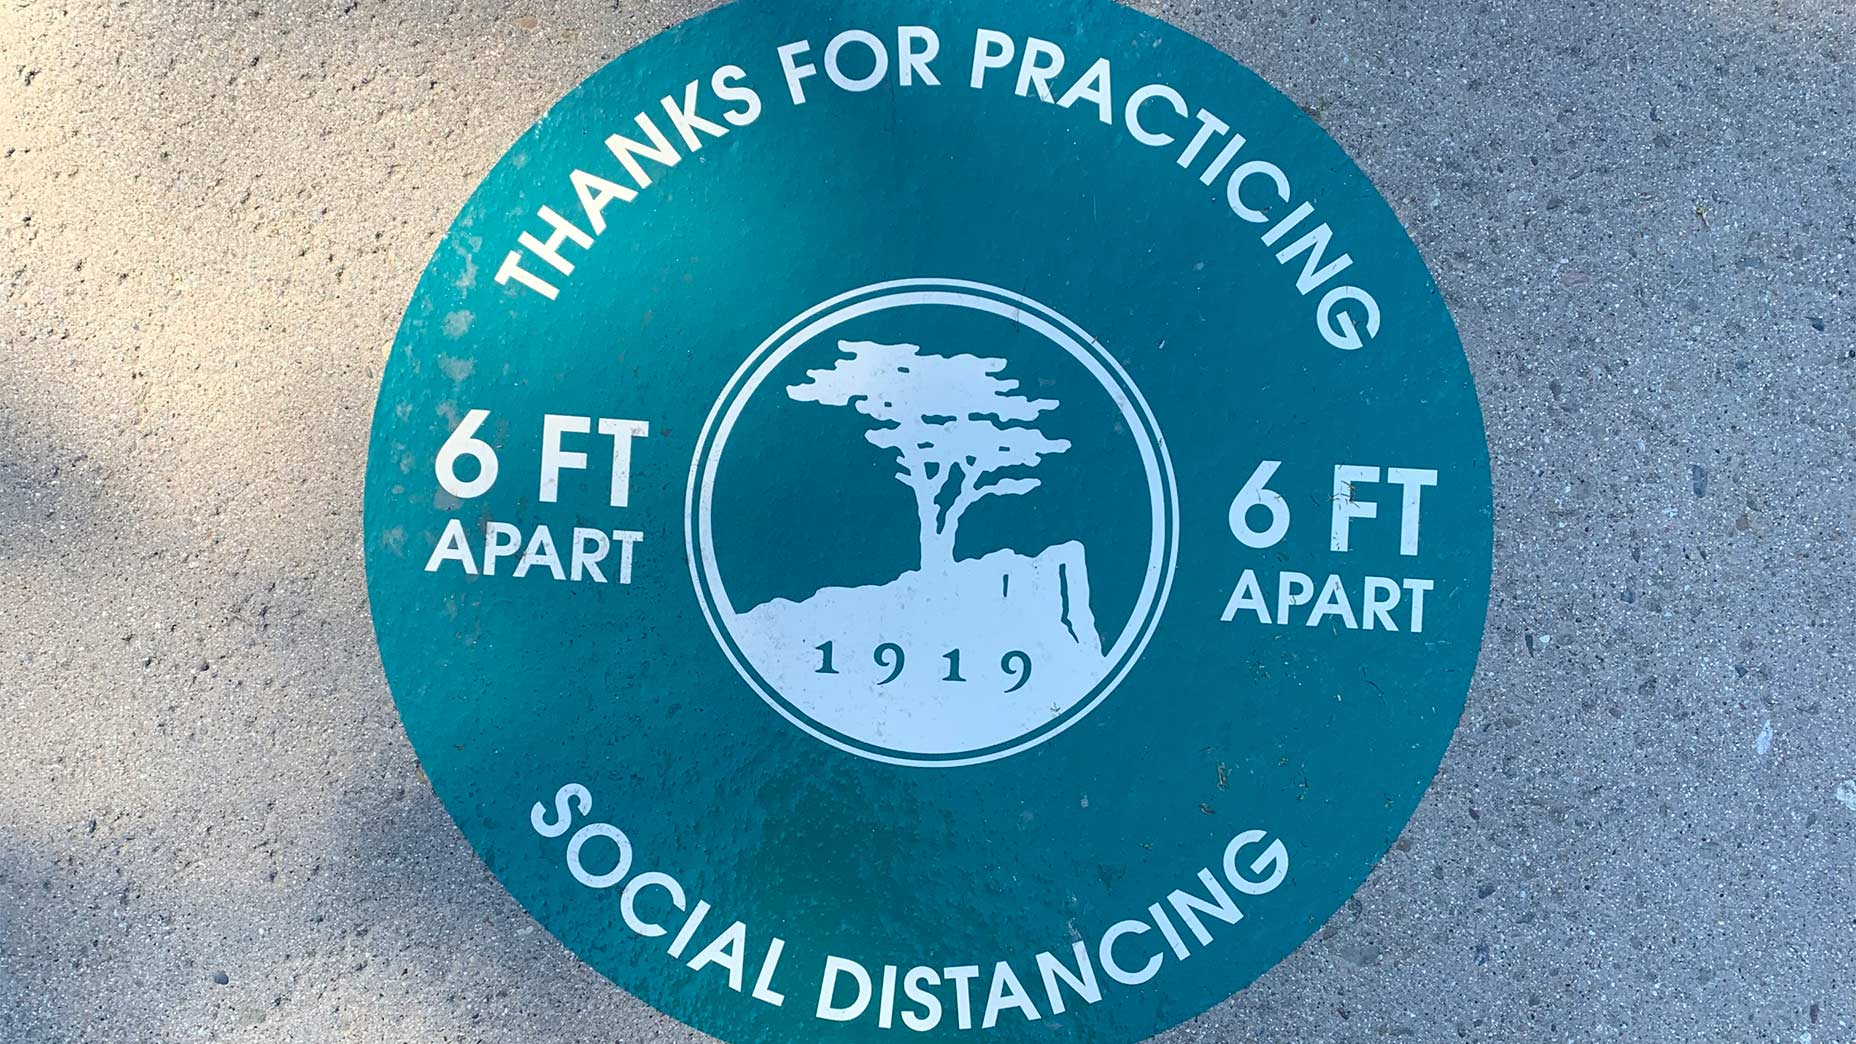 THANKS FOR PRACTICING
6 FT
APART
6 FT
APART
1919
SOCIAL DISTANCING